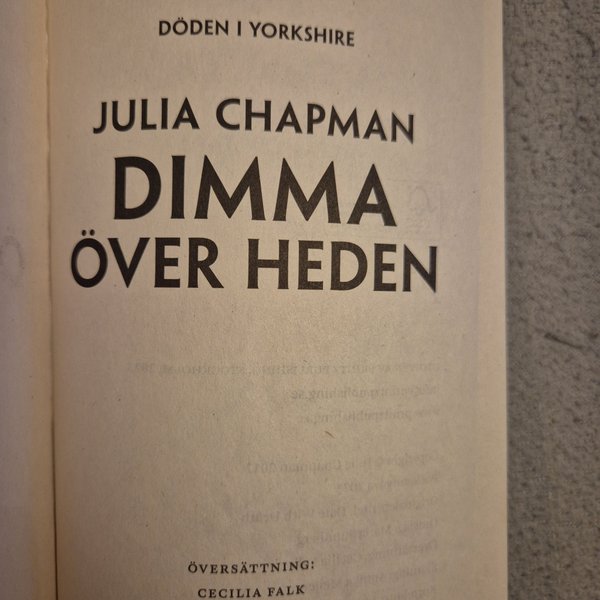 DÖDEN I YORKSHIRE
JULIA CHAPMAN
DIMMA
ÖVER HEDEN
ÖVERSÄTTNING:
CECILIA FALK